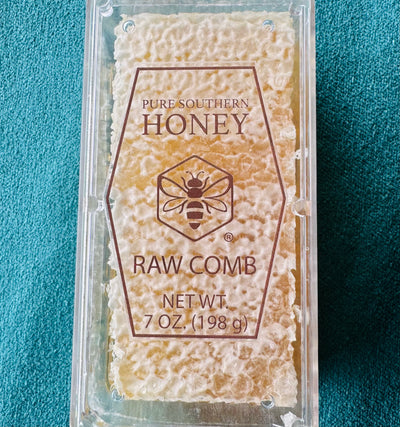 PURE SOUTHERN
HONEY
®
RAW COMB
NET WT.
7 OZ. (198 g)